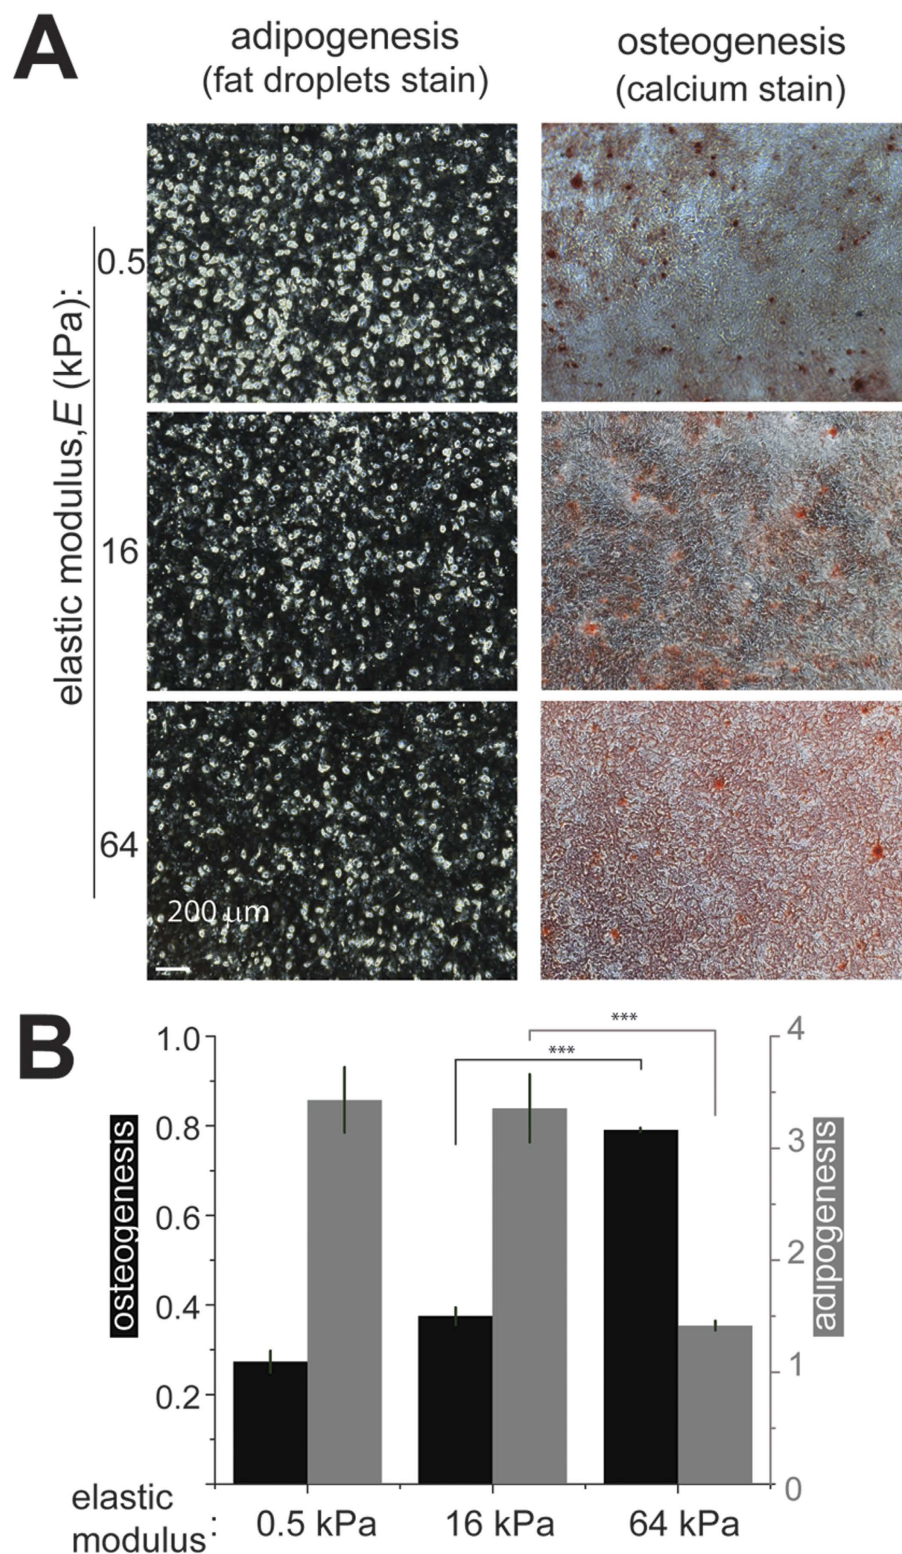 A
adipogenesis
(fat droplets stain)
osteogenesis
(calcium stain)
elastic modulus,E (kPa):
0.5
16
64
200 µm
B
osteogenesis
1.0
0.8
0.6
0.4
0.2
***
***
4
3
2
1
0
adipogenesis
elastic
modulus:
0.5 kPa
16 kPa
64 kPa